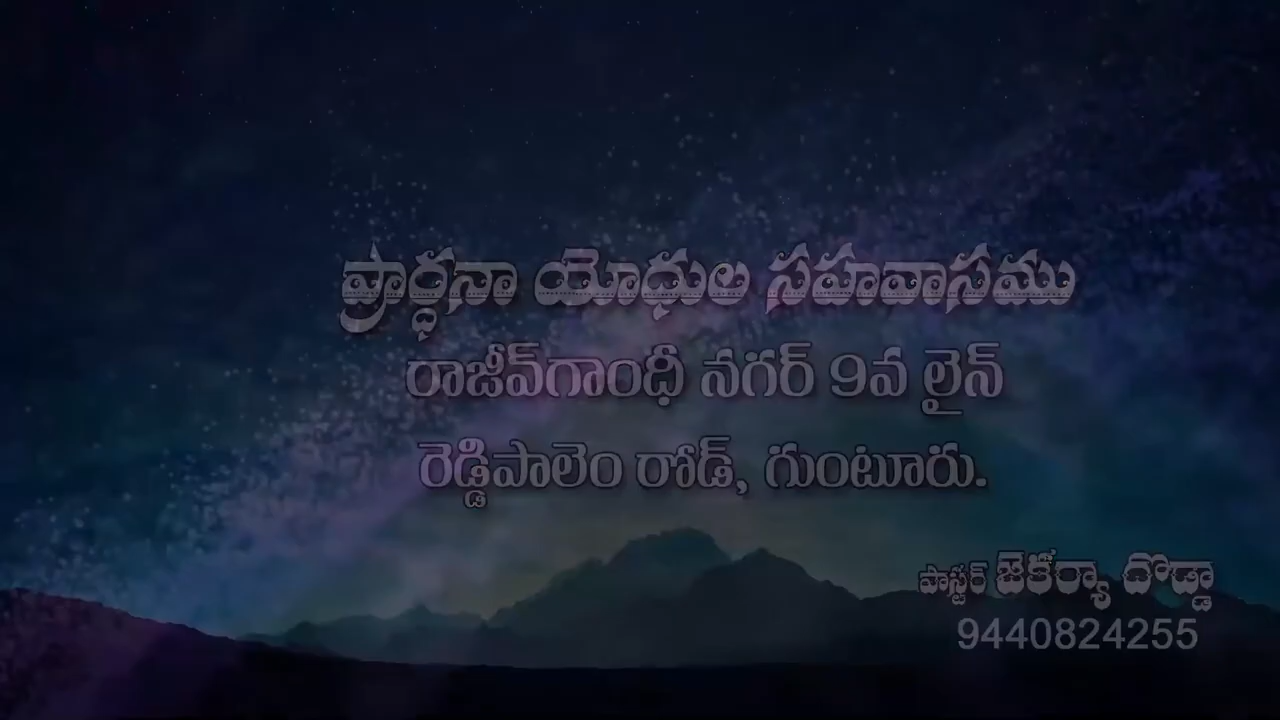 ప్రార్థనా యోధుల సహవాసము
రాజీవ్‌గాంధీ నగర్ 9వ లైన్
రెడ్డిపాలెం రోడ్, గుంటూరు.
పాస్టర్ జెకర్యా దొడ్డా
9440824255